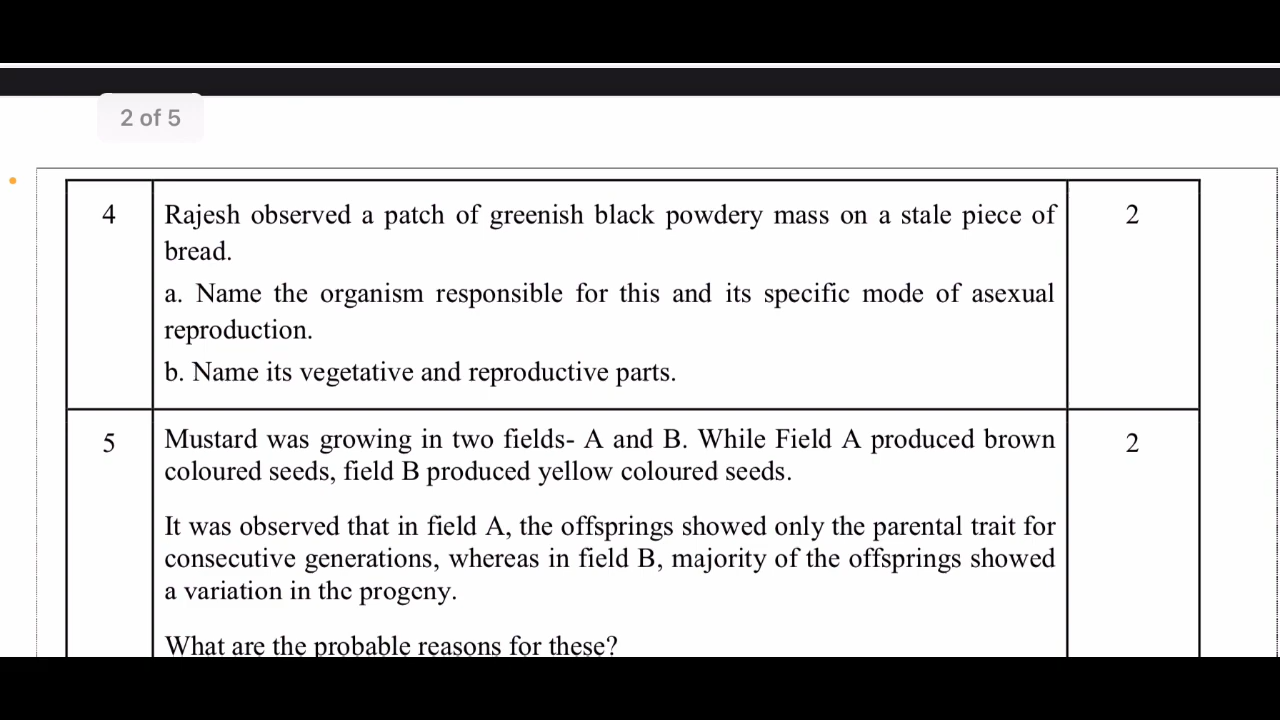 2 of 5
4
Rajesh observed a patch of greenish black powdery mass on a stale piece of
2
bread.
a. Name the organism responsible for this and its specific mode of asexual
reproduction.
b. Name its vegetative and reproductive parts.
5
Mustard was growing in two fields- A and B. While Field A produced brown
2
coloured seeds, field B produced yellow coloured seeds.
It was observed that in field A, the offsprings showed only the parental trait for
consecutive generations, whereas in field B, majority of the offsprings showed
a variation in the progeny.
What are the probable reasons for these?